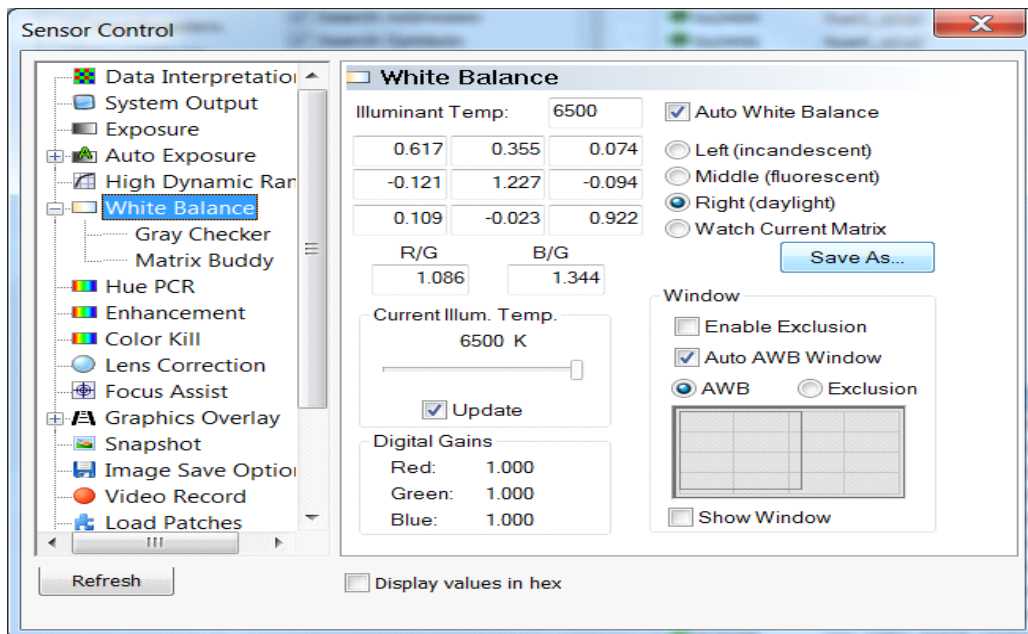 Sensor Control
Data Interpretation
System Output
Exposure
Auto Exposure
High Dynamic Ran
White Balance
Gray Checker
Matrix Buddy
Hue PCR
Enhancement
Color Kill
Lens Correction
Focus Assist
Graphics Overlay
Snapshot
Image Save Option
Video Record
Load Patches
Refresh
White Balance
Illuminant Temp: 6500
0.617 0.355 0.074
-0.121 1.227 -0.094
0.109 -0.023 0.922
R/G B/G
1.086 1.344
Current Illum. Temp.
6500 K
Update
Digital Gains
Red: 1.000
Green: 1.000
Blue: 1.000
Auto White Balance
Left (incandescent)
Middle (fluorescent)
Right (daylight)
Watch Current Matrix
Save As...
Window
Enable Exclusion
Auto AWB Window
AWB Exclusion
Show Window
Display values in hex